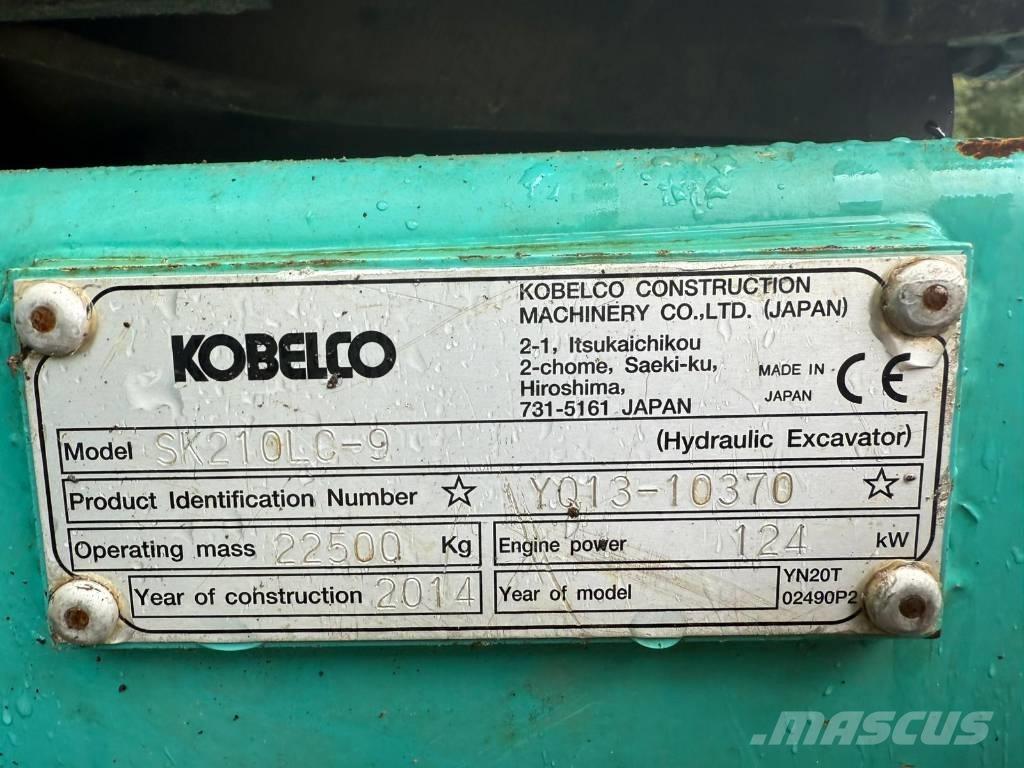 KOBELCO
KOBELCO CONSTRUCTION
MACHINERY CO.,LTD. (JAPAN)
2-1, Itsukaichikou
2-chome, Saeki-ku,
Hiroshima,
731-5161 JAPAN
MADE IN
JAPAN
CE
Model SK210LC-9 (Hydraulic Excavator)
Product Identification Number ☆ YQ13-10370 ☆
Operating mass 22500 Kg
Engine power 124 kW
Year of construction 2014
Year of model
YN20T
02490P2
MASCUS